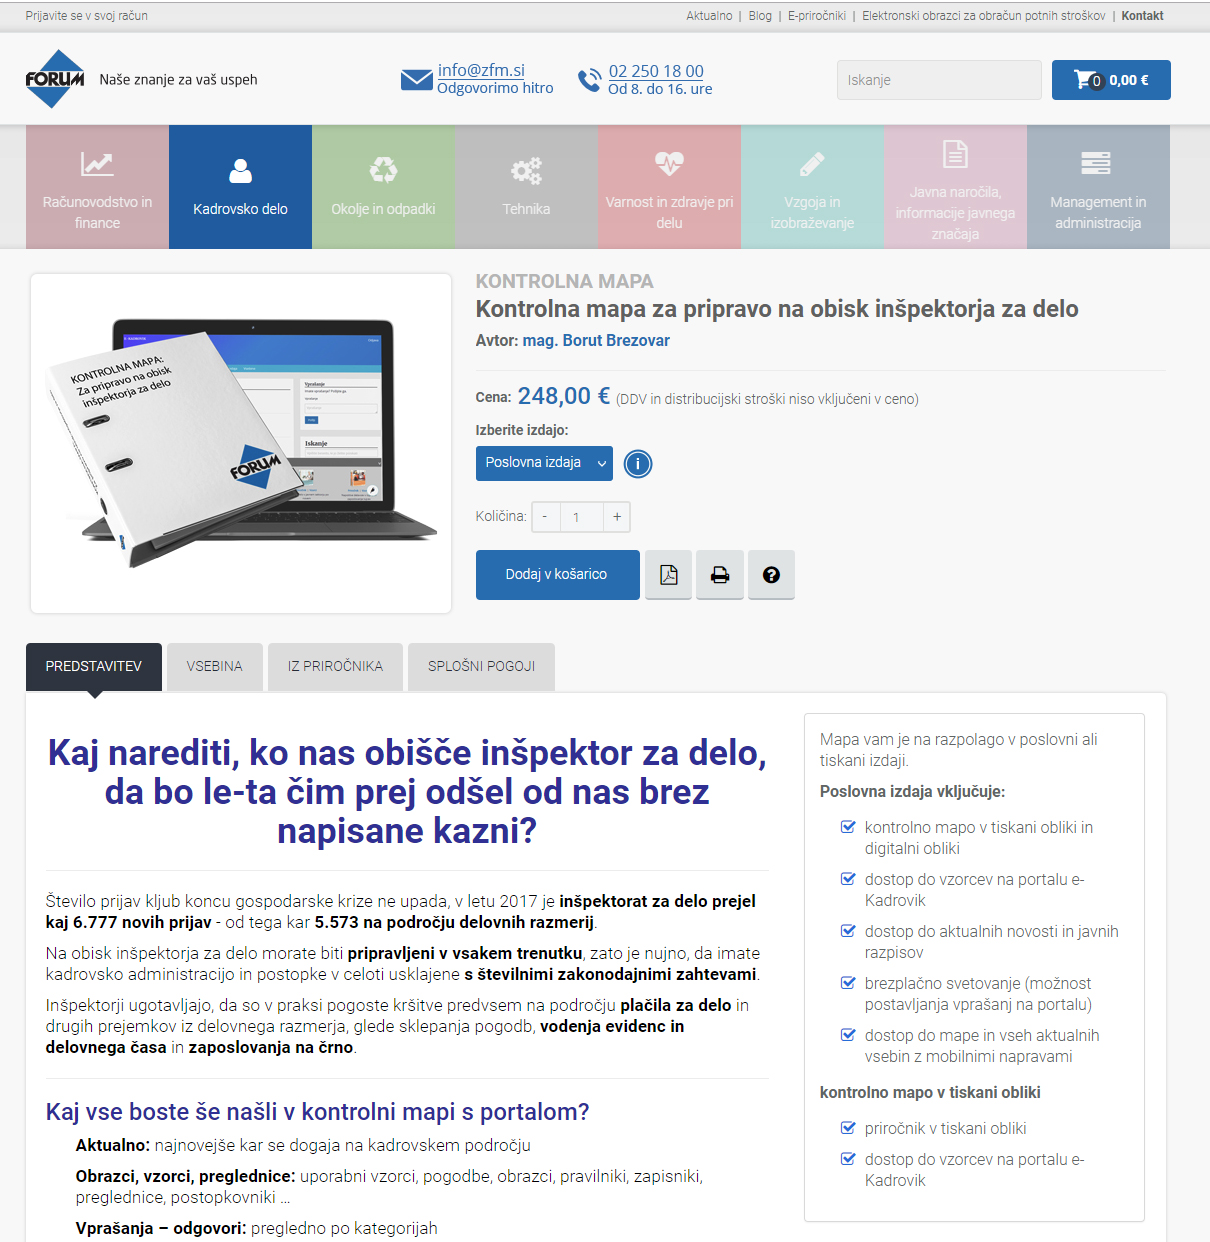 Prijavite se v svoj račun
Aktualno | Blog | E-priročniki | Elektronski obrazci za obračun potnih stroškov | Kontakt
FORUM
Naše znanje za vaš uspeh
info@zfm.si
Odgovorimo hitro
02 250 18 00
Od 8. do 16. ure
Iskanje
0 0,00 €
Računovodstvo in
finance
Kadrovsko delo
Okolje in odpadki
Tehnika
Varnost in zdravje pri
delu
Vzgoja in
izobraževanje
Javna naročila,
informacije javnega
značaja
Management in
administracija
KONTROLNA MAPA:
Za pripravo na obisk
inšpektorja za delo
FORUM
Vprašanje
Iskanje
KONTROLNA MAPA
Kontrolna mapa za pripravo na obisk inšpektorja za delo
Avtor: mag. Borut Brezovar
Cena: 248,00 € (DDV in distribucijski stroški niso vključeni v ceno)
Izberite izdajo:
Poslovna izdaja
i
Količina: - 1 +
Dodaj v košarico
?
PREDSTAVITEV
VSEBINA
IZ PRIROČNIKA
SPLOŠNI POGOJI
Kaj narediti, ko nas obišče inšpektor za delo,
da bo le-ta čim prej odšel od nas brez
napisane kazni?
Število prijav kljub koncu gospodarske krize ne upada, v letu 2017 je inšpektorat za delo prejel
kaj 6.777 novih prijav - od tega kar 5.573 na področju delovnih razmerij.
Na obisk inšpektorja za delo morate biti pripravljeni v vsakem trenutku, zato je nujno, da imate
kadrovsko administracijo in postopke v celoti usklajene s številnimi zakonodajnimi zahtevami.
Inšpektorji ugotavljajo, da so v praksi pogoste kršitve predvsem na področju plačila za delo in
drugih prejemkov iz delovnega razmerja, glede sklepanja pogodb, vodenja evidenc in
delovnega časa in zaposlovanja na črno.
Kaj vse boste še našli v kontrolni mapi s portalom?
Aktualno: najnovejše kar se dogaja na kadrovskem področju
Obrazci, vzorci, preglednice: uporabni vzorci, pogodbe, obrazci, pravilniki, zapisniki,
preglednice, postopkovniki ...
Vprašanja – odgovori: pregledno po kategorijah
Mapa vam je na razpolago v poslovni ali
tiskani izdaji.
Poslovna izdaja vključuje:
kontrolno mapo v tiskani obliki in
digitalni obliki
dostop do vzorcev na portalu e-
Kadrovik
dostop do aktualnih novosti in javnih
razpisov
brezplačno svetovanje (možnost
postavljanja vprašanj na portalu)
dostop do mape in vseh aktualnih
vsebin z mobilnimi napravami
kontrolno mapo v tiskani obliki
priročnik v tiskani obliki
dostop do vzorcev na portalu e-
Kadrovik